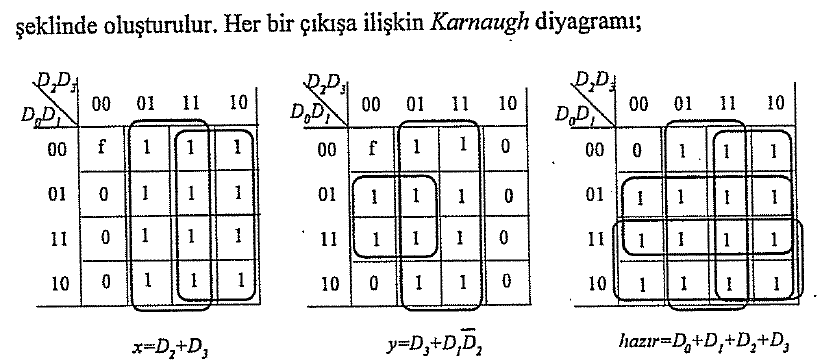 şeklinde oluşturulur. Her bir çıkışa ilişkin Karnaugh diyagramı;
D₂D₃ D₂D₃ D₂D₃
D₀D₁ 00 01 11 10 D₀D₁ 00 01 11 10 D₀D₁ 00 01 11 10
00 f 1 1 1 00 f 1 1 0 00 0 1 1 1
01 0 1 1 1 01 1 1 1 0 01 1 1 1 1
11 0 1 1 1 11 1 1 1 0 11 1 1 1 1
10 0 1 1 1 10 0 1 1 0 10 1 1 1 1
x=D₂+D₃ y=D₃+D₁D̅₂ hazır=D₀+D₁+D₂+D₃